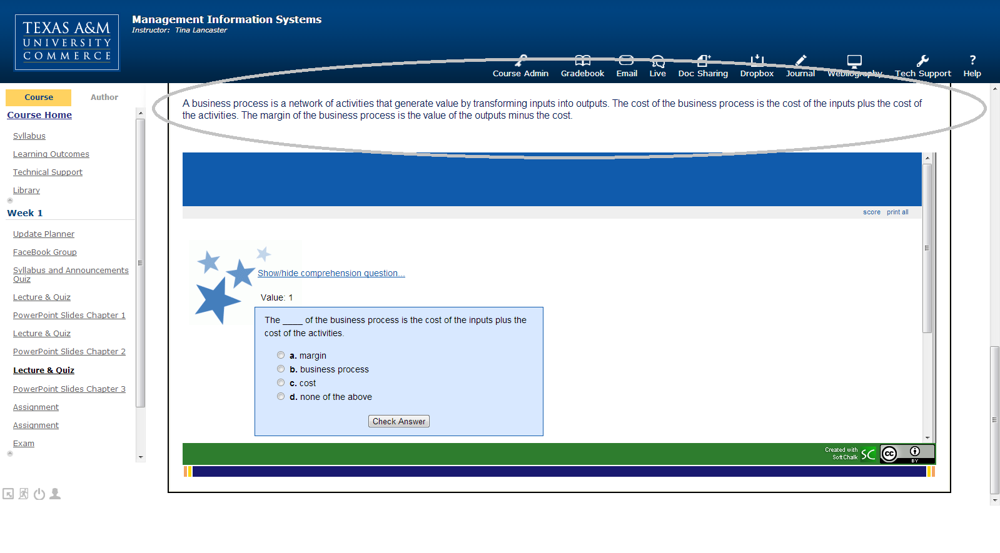 TEXAS A&M
UNIVERSITY
COMMERCE
Management Information Systems
Instructor: Tina Lancaster
Course Admin
Gradebook
Email
Live
Doc Sharing
Dropbox
Journal
Webliography
Tech Support
Help
Course
Author
Course Home
Syllabus
Learning Outcomes
Technical Support
Library
Week 1
Update Planner
FaceBook Group
Syllabus and Announcements
Quiz
Lecture & Quiz
PowerPoint Slides Chapter 1
Lecture & Quiz
PowerPoint Slides Chapter 2
Lecture & Quiz
PowerPoint Slides Chapter 3
Assignment
Assignment
Exam
A business process is a network of activities that generate value by transforming inputs into outputs. The cost of the business process is the cost of the inputs plus the cost of
the activities. The margin of the business process is the value of the outputs minus the cost.
score print all
Show/hide comprehension question...
Value: 1
The ____ of the business process is the cost of the inputs plus the
cost of the activities.
a. margin
b. business process
c. cost
d. none of the above
Check Answer
Created with
SoftChalk
SC
cc
BY